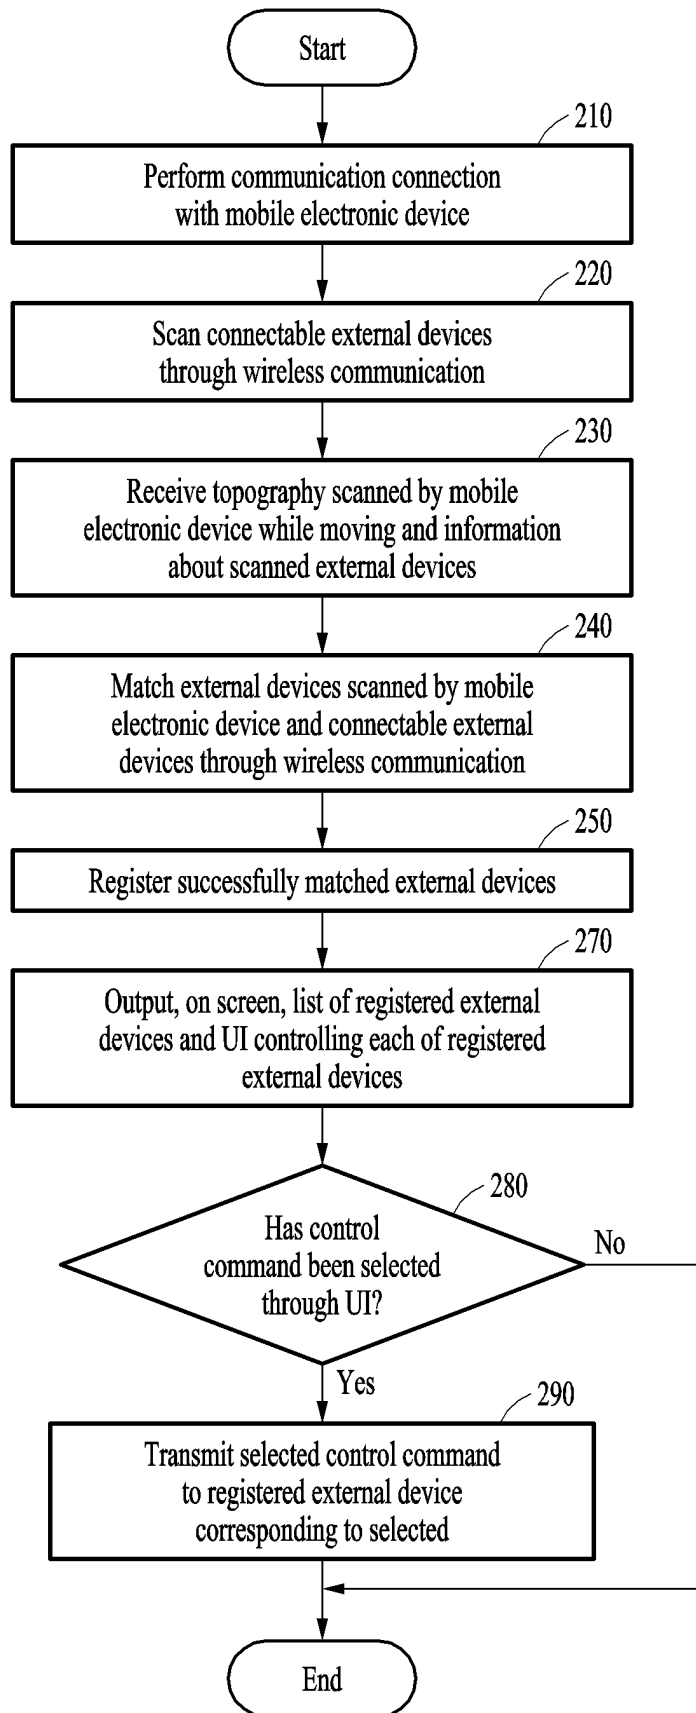 Start
210
Perform communication connection
with mobile electronic device
220
Scan connectable external devices
through wireless communication
230
Receive topography scanned by mobile
electronic device while moving and information
about scanned external devices
240
Match external devices scanned by mobile
electronic device and connectable external
devices through wireless communication
250
Register successfully matched external devices
270
Output, on screen, list of registered external
devices and UI controlling each of registered
external devices
280
Has control
command been selected
through UI?
No
Yes
290
Transmit selected control command
to registered external device
corresponding to selected
End